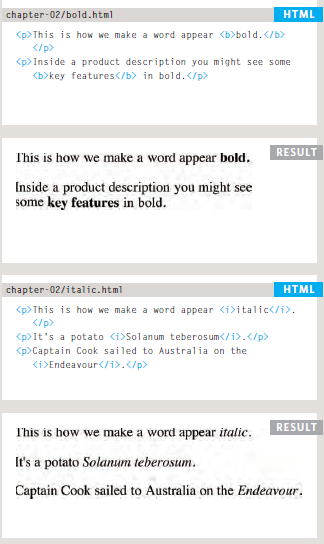 chapter-02/bold.html HTML
<p>This is how we make a word appear <b>bold.</b>
</p>
<p>Inside a product description you might see some
<b>key features</b> in bold.</p>
RESULT
This is how we make a word appear bold.
Inside a product description you might see
some key features in bold.
chapter-02/italic.html HTML
<p>This is how we make a word appear <i>italic</i>.
</p>
<p>It's a potato <i>Solanum teberosum</i>.</p>
<p>Captain Cook sailed to Australia on the
<i>Endeavour</i>.</p>
RESULT
This is how we make a word appear italic.
It's a potato Solanum teberosum.
Captain Cook sailed to Australia on the Endeavour.